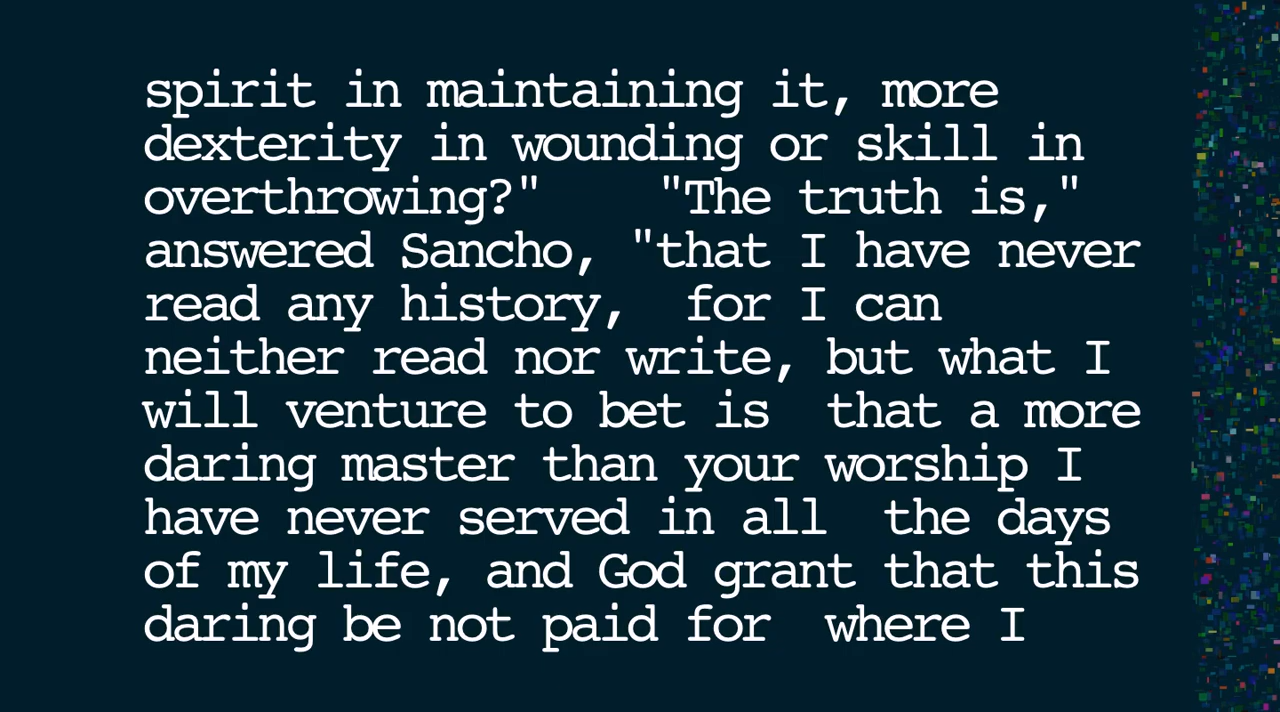 spirit in maintaining it, more
dexterity in wounding or skill in
overthrowing?"    "The truth is,"
answered Sancho, "that I have never
read any history,  for I can
neither read nor write, but what I
will venture to bet is  that a more
daring master than your worship I
have never served in all  the days
of my life, and God grant that this
daring be not paid for  where I